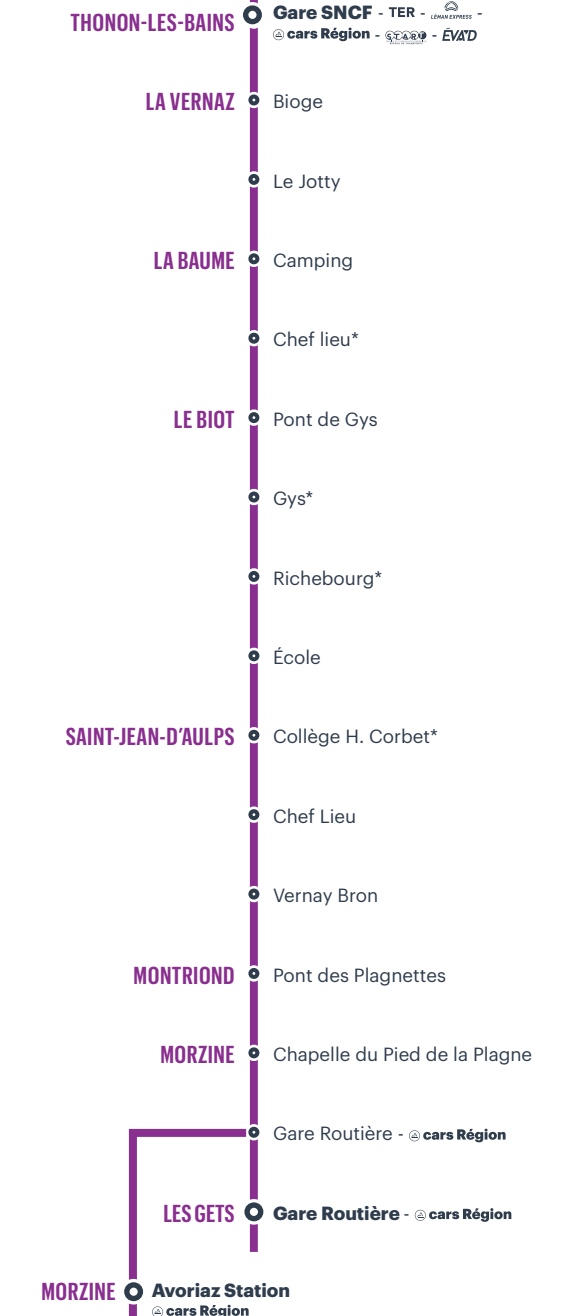 THONON-LES-BAINS Gare SNCF - TER - LÉMAN EXPRESS -
cars Région - STAR'T - ÉVA'D
LA VERNAZ Bioge
Le Jotty
LA BAUME Camping
Chef lieu*
LE BIOT Pont de Gys
Gys*
Richebourg*
École
SAINT-JEAN-D'AULPS Collège H. Corbet*
Chef Lieu
Vernay Bron
MONTRIOND Pont des Plagnettes
MORZINE Chapelle du Pied de la Plagne
Gare Routière - cars Région
LES GETS Gare Routière - cars Région
MORZINE Avoriaz Station
cars Région